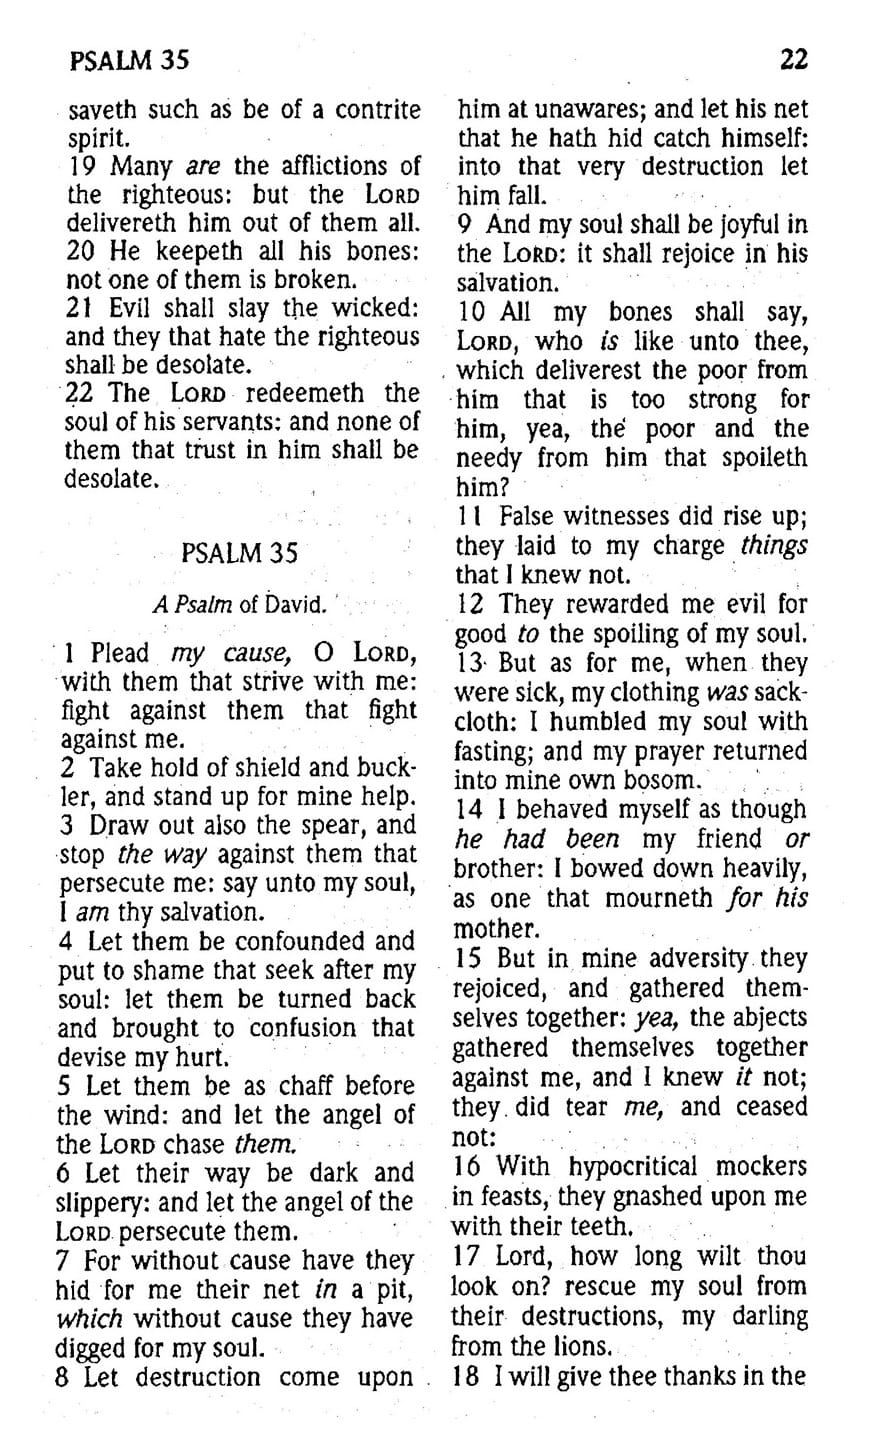 PSALM 35
22
saveth such as be of a contrite
spirit.
19 Many are the afflictions of
the righteous: but the LORD
delivereth him out of them all.
20 He keepeth all his bones:
not one of them is broken.
21 Evil shall slay the wicked:
and they that hate the righteous
shall be desolate.
22 The LORD redeemeth the
soul of his servants: and none of
them that trust in him shall be
desolate.
PSALM 35
A Psalm of David.
1 Plead my cause, O LORD,
with them that strive with me:
fight against them that fight
against me.
2 Take hold of shield and buck-
ler, and stand up for mine help.
3 Draw out also the spear, and
stop the way against them that
persecute me: say unto my soul,
I am thy salvation.
4 Let them be confounded and
put to shame that seek after my
soul: let them be turned back
and brought to confusion that
devise my hurt.
5 Let them be as chaff before
the wind: and let the angel of
the LORD chase them.
6 Let their way be dark and
slippery: and let the angel of the
LORD persecute them.
7 For without cause have they
hid for me their net in a pit,
which without cause they have
digged for my soul.
8 Let destruction come upon
him at unawares; and let his net
that he hath hid catch himself:
into that very destruction let
him fall.
9 And my soul shall be joyful in
the LORD: it shall rejoice in his
salvation.
10 All my bones shall say,
LORD, who is like unto thee,
which deliverest the poor from
him that is too strong for
him, yea, the poor and the
needy from him that spoileth
him?
11 False witnesses did rise up;
they laid to my charge things
that I knew not.
12 They rewarded me evil for
good to the spoiling of my soul.
13 But as for me, when they
were sick, my clothing was sack-
cloth: I humbled my soul with
fasting; and my prayer returned
into mine own bosom.
14 I behaved myself as though
he had been my friend or
brother: I bowed down heavily,
as one that mourneth for his
mother.
15 But in mine adversity they
rejoiced, and gathered them-
selves together: yea, the abjects
gathered themselves together
against me, and I knew it not;
they did tear me, and ceased
not:
16 With hypocritical mockers
in feasts, they gnashed upon me
with their teeth.
17 Lord, how long wilt thou
look on? rescue my soul from
their destructions, my darling
from the lions.
18 I will give thee thanks in the